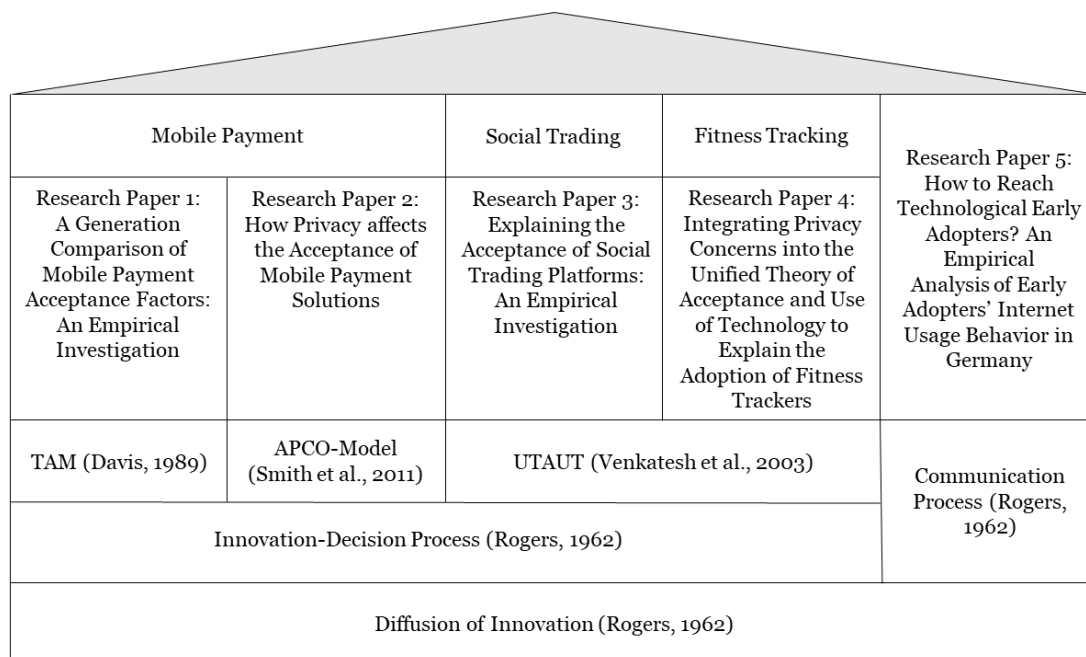 Mobile Payment
Social Trading
Fitness Tracking
Research Paper 1:
A Generation
Comparison of
Mobile Payment
Acceptance Factors:
An Empirical
Investigation
Research Paper 2:
How Privacy affects
the Acceptance of
Mobile Payment
Solutions
Research Paper 3:
Explaining the
Acceptance of Social
Trading Platforms:
An Empirical
Investigation
Research Paper 4:
Integrating Privacy
Concerns into the
Unified Theory of
Acceptance and Use
of Technology to
Explain the
Adoption of Fitness
Trackers
Research Paper 5:
How to Reach
Technological Early
Adopters? An
Empirical
Analysis of Early
Adopters’ Internet
Usage Behavior in
Germany
TAM (Davis, 1989)
APCO-Model
(Smith et al., 2011)
UTAUT (Venkatesh et al., 2003)
Communication
Process (Rogers,
1962)
Innovation-Decision Process (Rogers, 1962)
Diffusion of Innovation (Rogers, 1962)